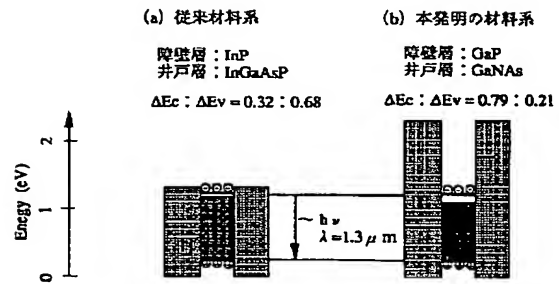 (a) 従来材料系
障壁層：InP
井戸層：InGaAsP
ΔEc：ΔEv = 0.32：0.68
(b) 本発明の材料系
障壁層：GaP
井戸層：GaNAs
ΔEc：ΔEv = 0.79：0.21
Enegy (eV)
2
1
0
hν
λ = 1.3 μm